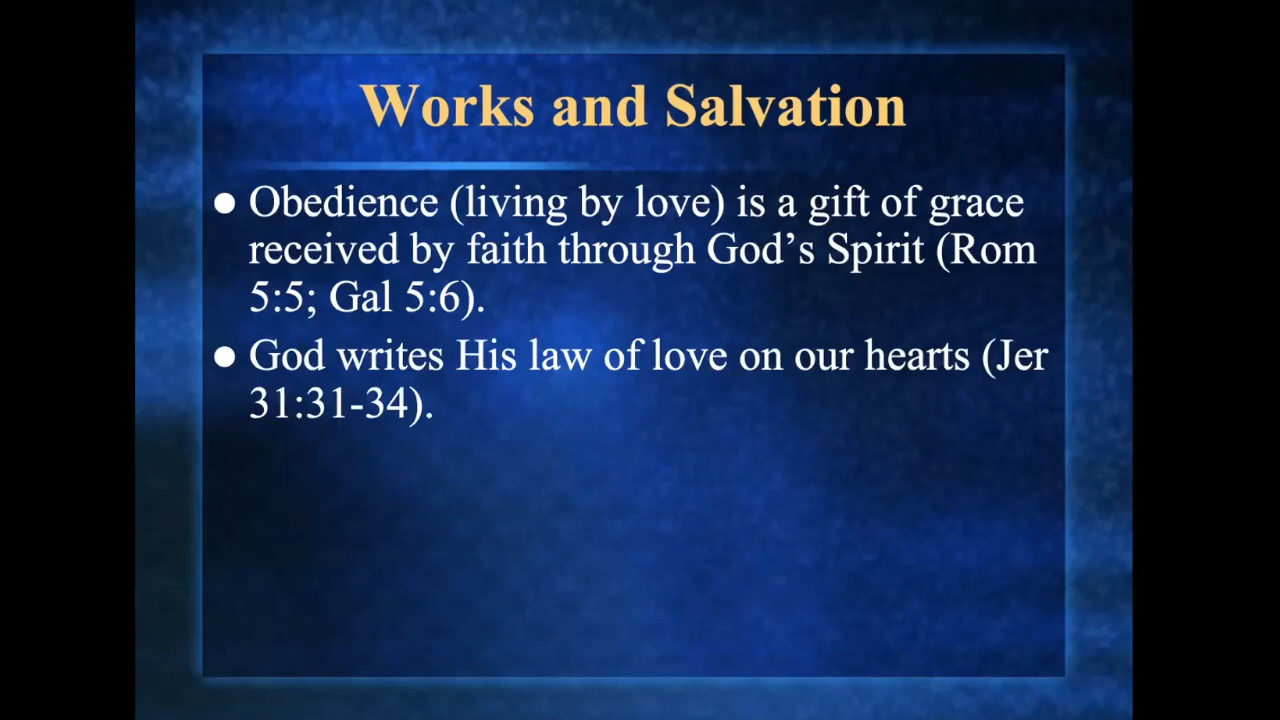 Works and Salvation
● Obedience (living by love) is a gift of grace
received by faith through God’s Spirit (Rom
5:5; Gal 5:6).
● God writes His law of love on our hearts (Jer
31:31-34).